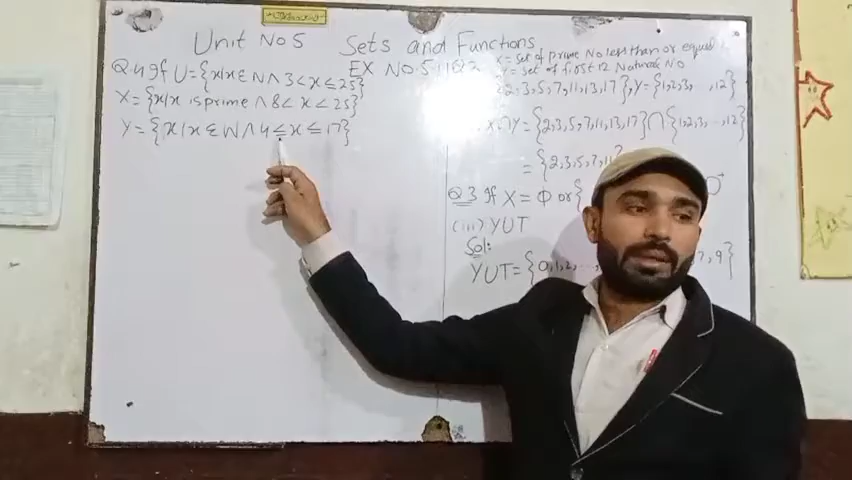 Unit No 5 Sets and Functions
EX NO.5.1
Q.4 If U={x|x ∈ N ∧ 3 < x ≤ 25}
X={x|x is prime ∧ 8 < x < 25}
Y={x|x ∈ W ∧ 4 ≤ x ≤ 17}
X= Set of prime No less than or equal
Y= Set of first 12 Natural No
2,3,5,7,11,13,17}, Y={1,2,3,...,12}
X∩Y={2,3,5,7,11,13,17}∩{1,2,3,...,12}
={2,3,5,7,11}
Q.3 If X=Φ or {
(iii) YUT
Sol:
YUT={0,1,2,... 7,9}